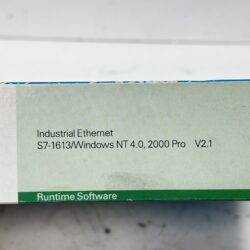 Industrial Ethernet
S7-1613/Windows NT 4.0, 2000 Pro V2.1
Runtime Software